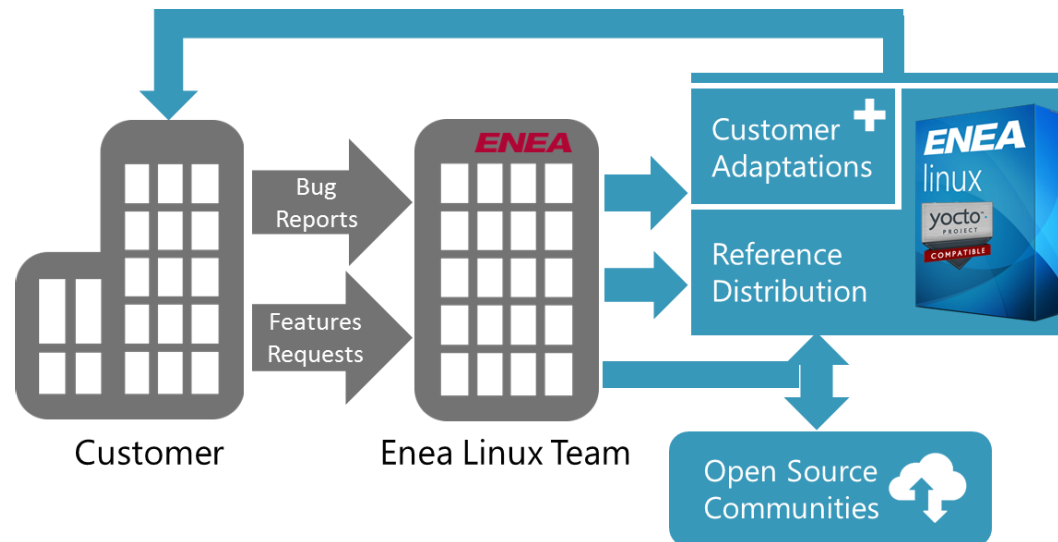 Bug
Reports
Features
Requests
Customer
ENEA
Enea Linux Team
Customer
Adaptations
Reference
Distribution
ENEA
linux
yocto
PROJECT
COMPATIBLE
Open Source
Communities